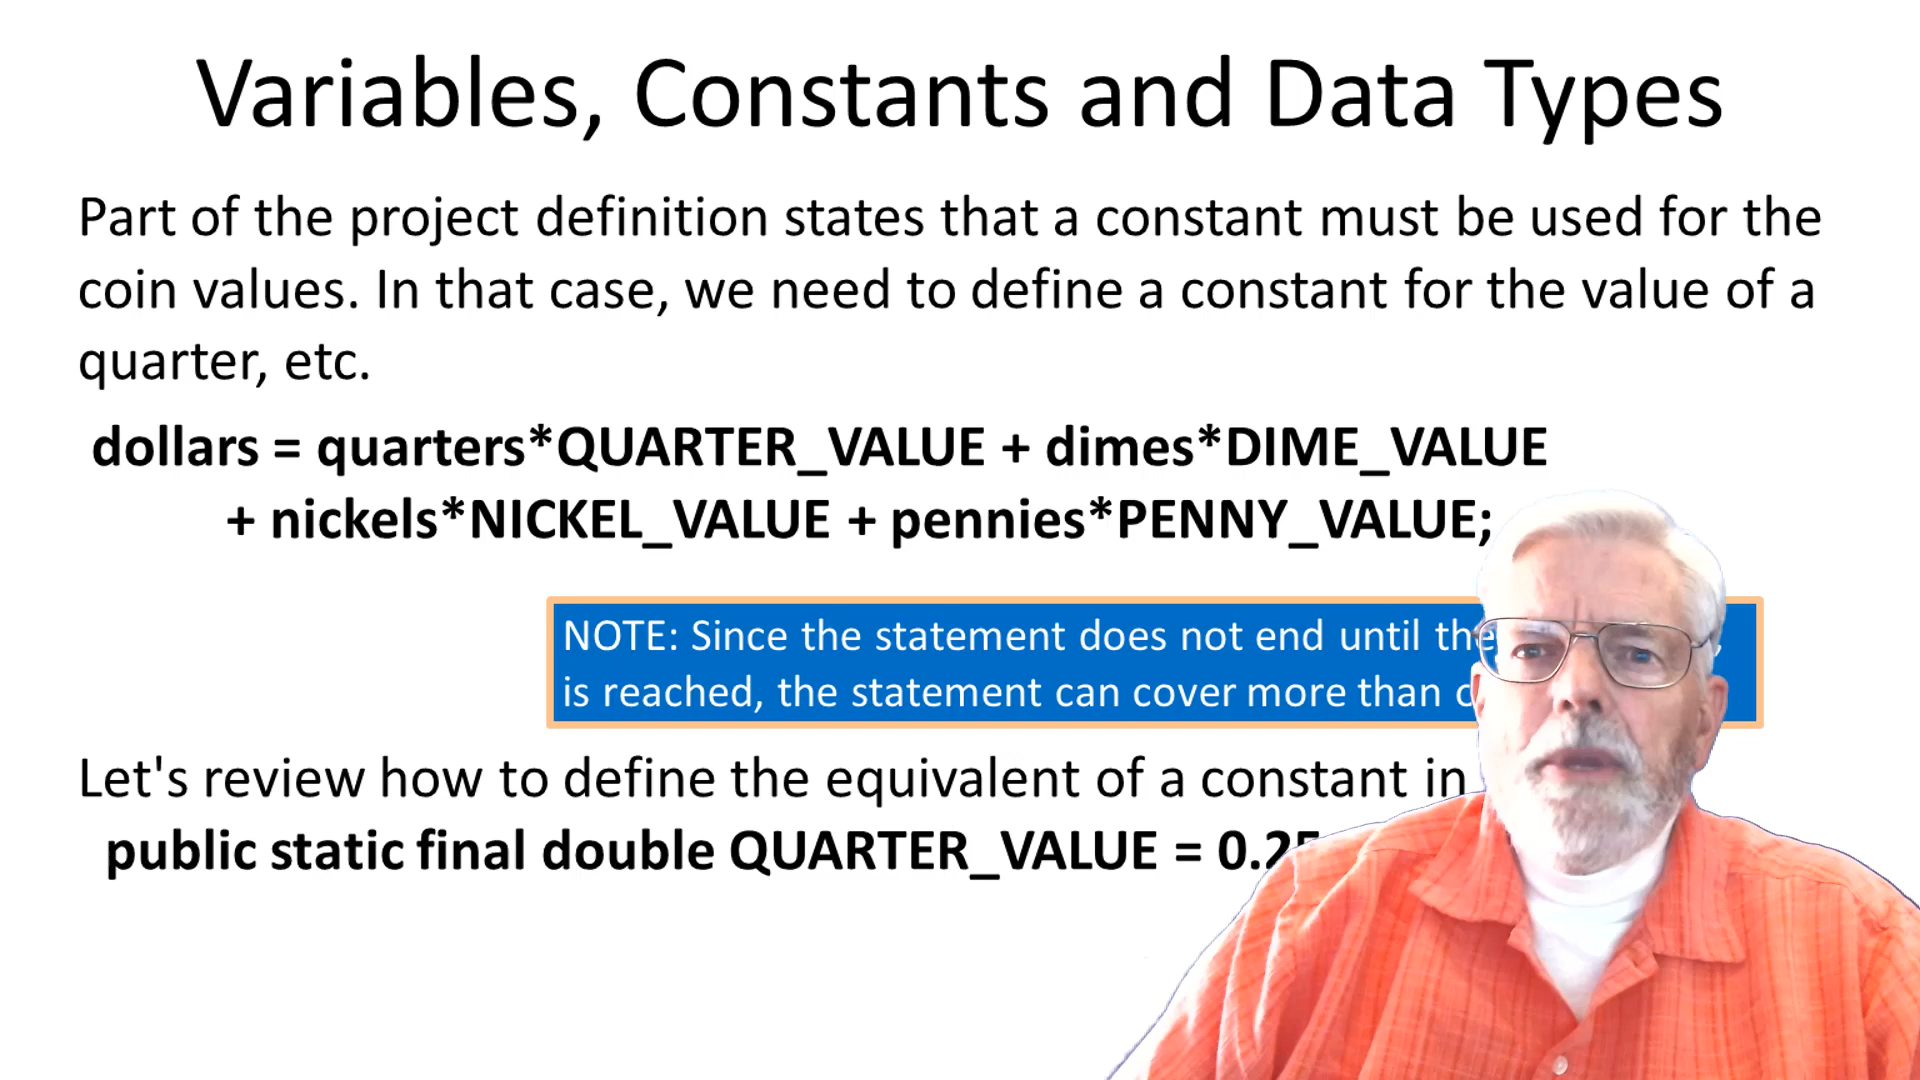 Variables, Constants and Data Types
Part of the project definition states that a constant must be used for the
coin values. In that case, we need to define a constant for the value of a
quarter, etc.
dollars = quarters*QUARTER_VALUE + dimes*DIME_VALUE
+ nickels*NICKEL_VALUE + pennies*PENNY_VALUE;
NOTE: Since the statement does not end until the
is reached, the statement can cover more than
Let's review how to define the equivalent of a constant in
public static final double QUARTER_VALUE = 0.25